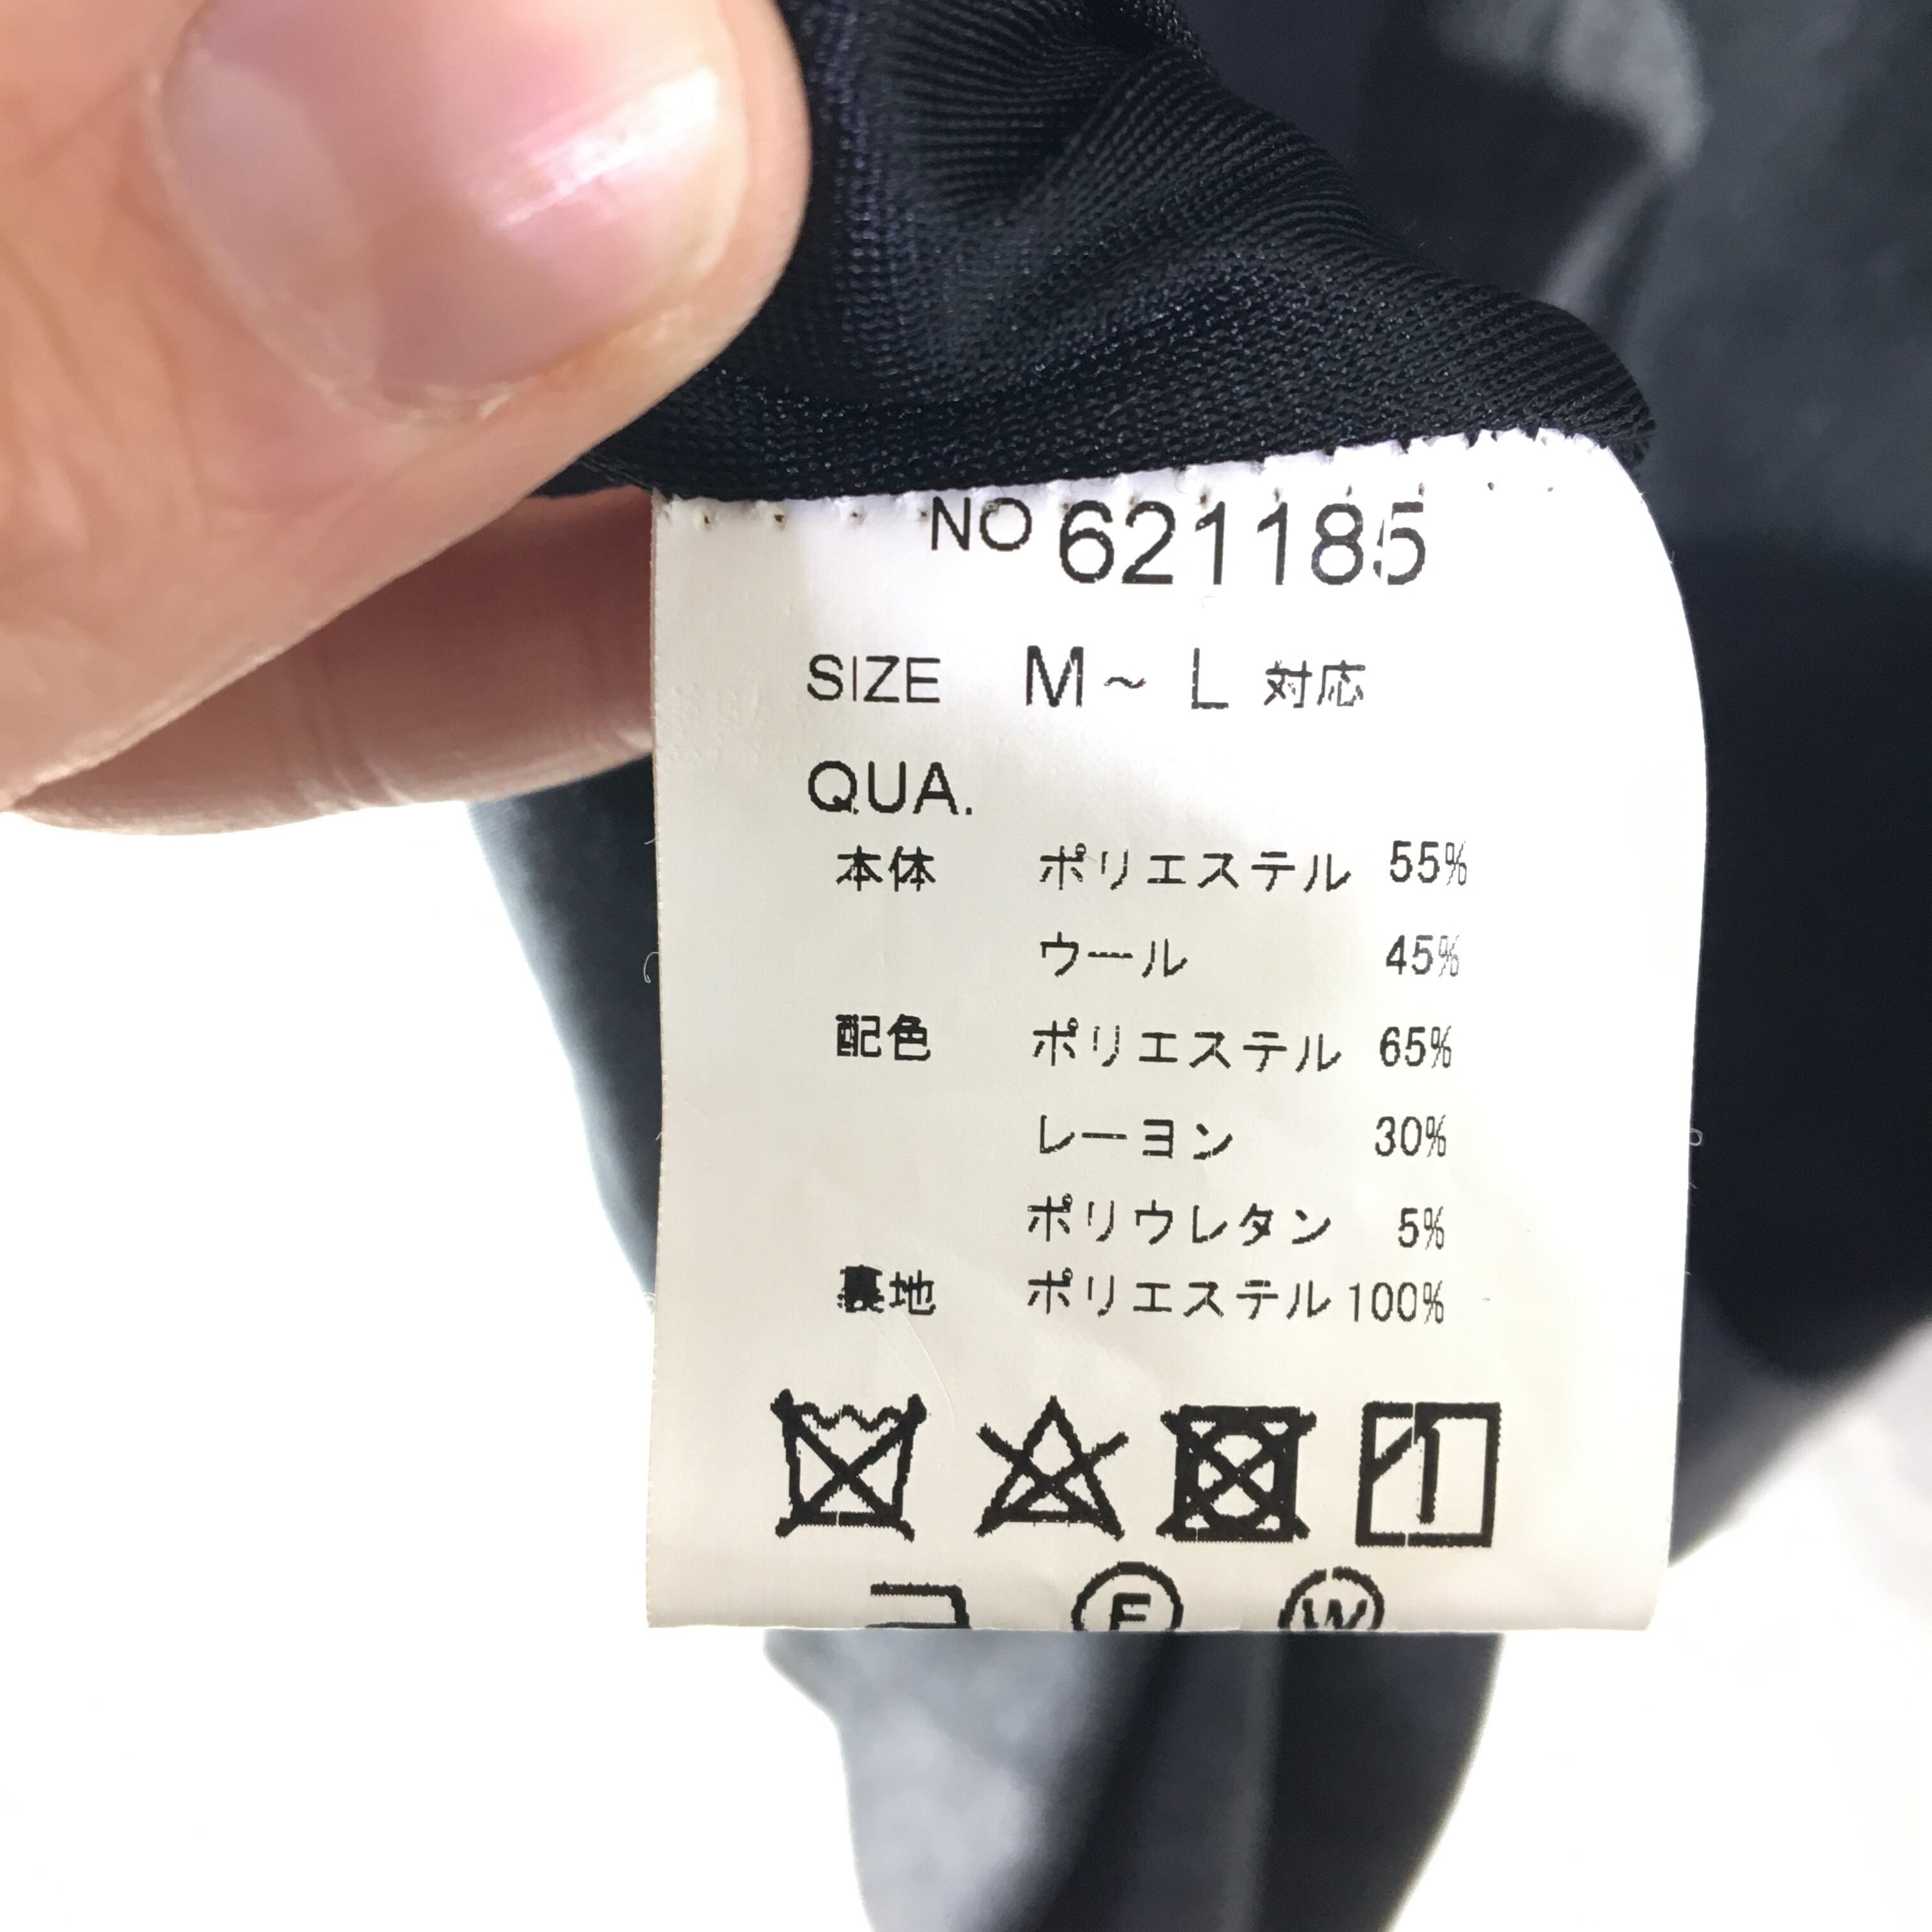 NO 621185
SIZE M~ L 対応
QUA.
本体 ポリエステル 55%
ウール 45%
配色 ポリエステル 65%
レーヨン 30%
ポリウレタン 5%
裏地 ポリエステル 100%
1
F W